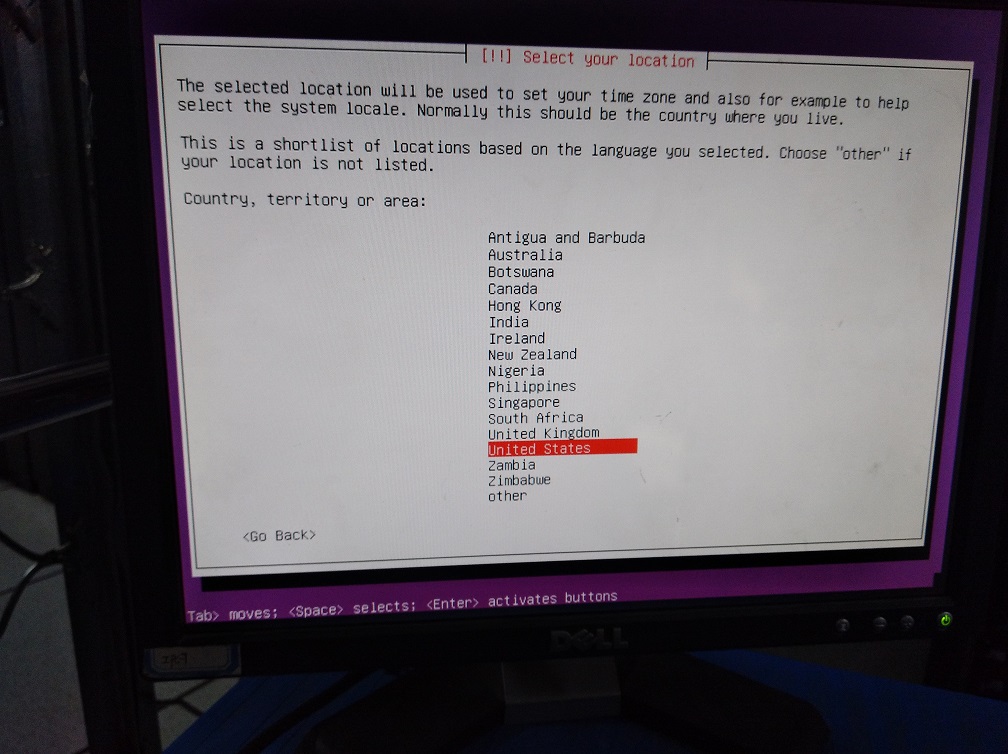 [!!] Select your location
The selected location will be used to set your time zone and also for example to help
select the system locale. Normally this should be the country where you live.
This is a shortlist of locations based on the language you selected. Choose "other" if
your location is not listed.
Country, territory or area:
Antigua and Barbuda
Australia
Botswana
Canada
Hong Kong
India
Ireland
New Zealand
Nigeria
Philippines
Singapore
South Africa
United Kingdom
United States
Zambia
Zimbabwe
other
<Go Back>
Tab> moves; <Space> selects; <Enter> activates buttons
DELL